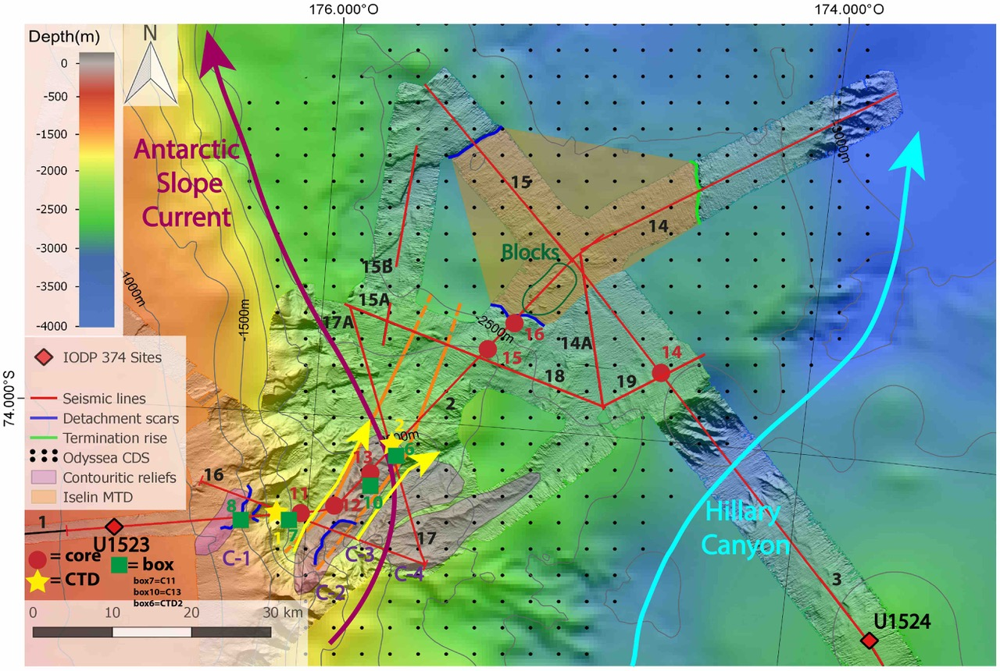 176.000°O
174.000°O
Depth(m)
N
0
-500
-1500
-2000
-2500
-3000
-3500
-4000
Antarctic
Slope
Current
15
14
-3000m
Blocks
15B
15A
17A
1000m
-1500m
-2500m
16
15
14A
14
18
19
2
74.000°S
IODP 374 Sites
Seismic lines
Detachment scars
Termination rise
Odyssea CDS
Contouritic reliefs
Iselin MTD
2
6
13
16
11
12
10
8
1
7
1
17
U1523
C-1
C-3
C-4
C-2
Hillary
Canyon
3
U1524
= core
= box
= CTD
box7=C11
box10=C13
box6=CTD2
0
10
20
30 km